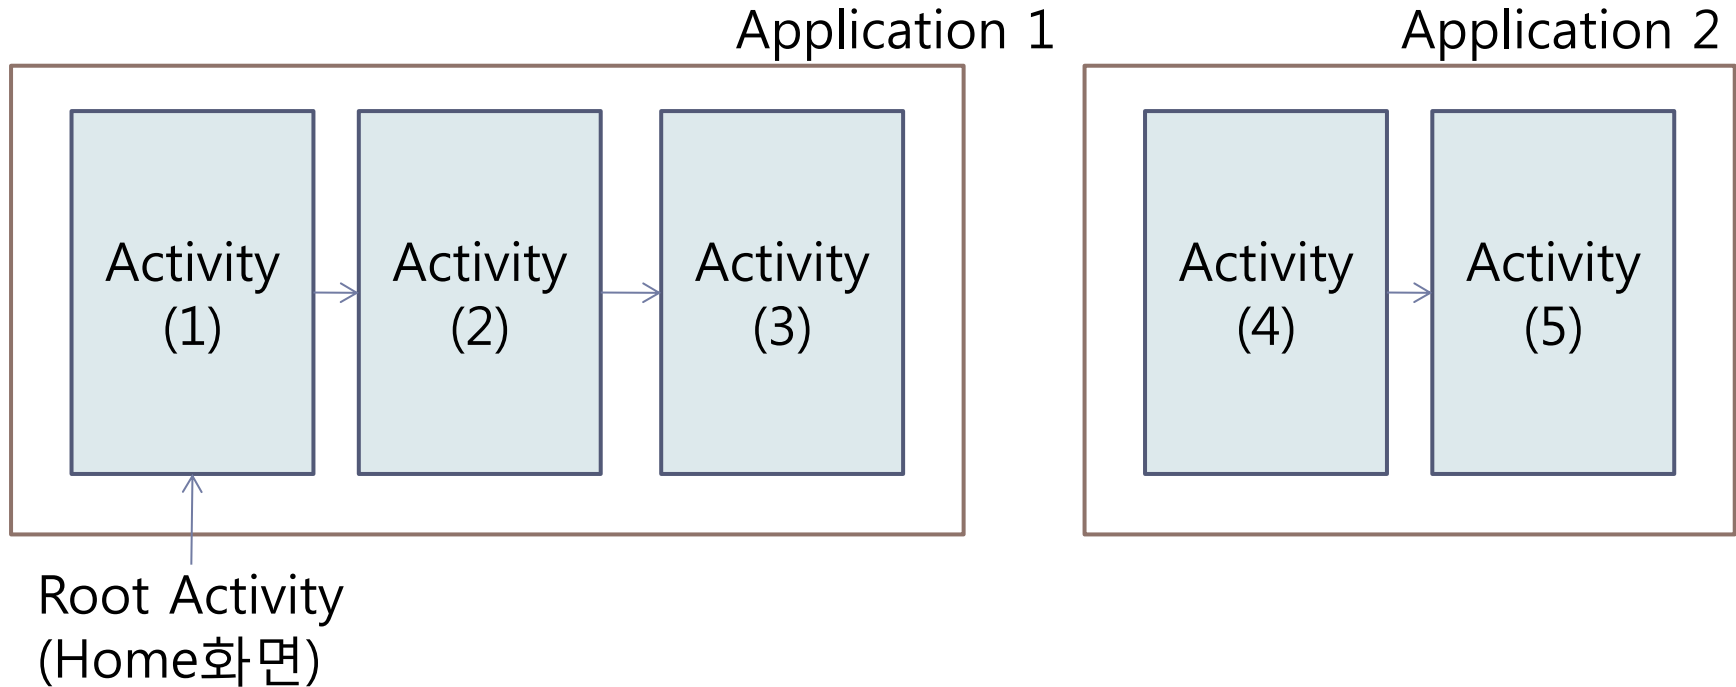 Application 1
Application 2
Activity
(1)
Activity
(2)
Activity
(3)
Activity
(4)
Activity
(5)
Root Activity
(Home화면)